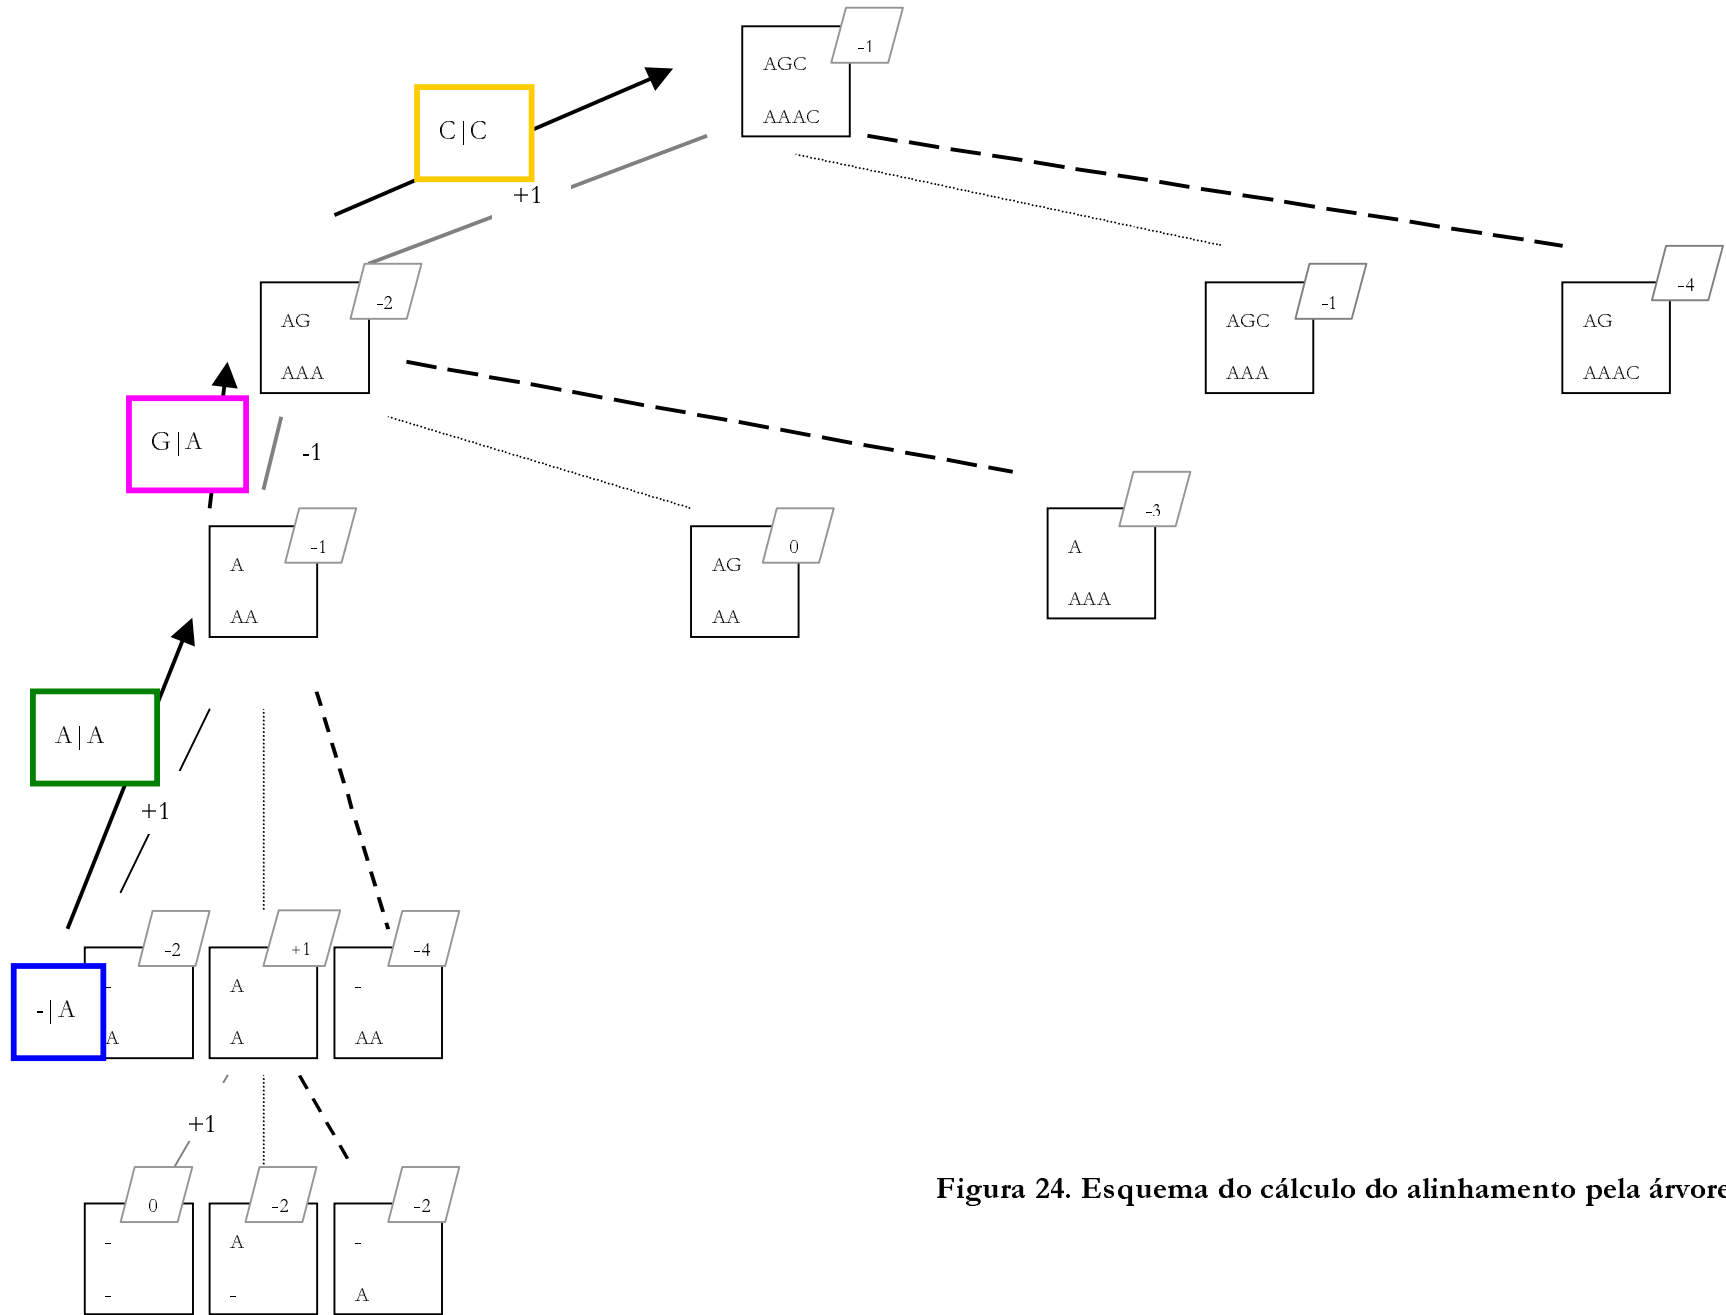 -1
AGC
AAAC
C|C
+1
-2
AG
AAA
-1
AGC
AAA
-4
AG
AAAC
G|A
-1
-1
A
AA
0
AG
AA
-3
A
AAA
A|A
+1
-2
-
A
-|A
+1
A
A
-4
-
AA
+1
0
-
-
-2
A
-
-2
-
A
Figura 24. Esquema do cálculo do alinhamento pela árvore